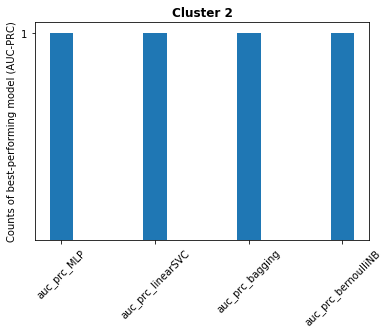 Cluster 2
Counts of best-performing model (AUC-PRC)
1
auc_prc_MLP
auc_prc_linearSVC
auc_prc_bagging
auc_prc_bernoulliNB